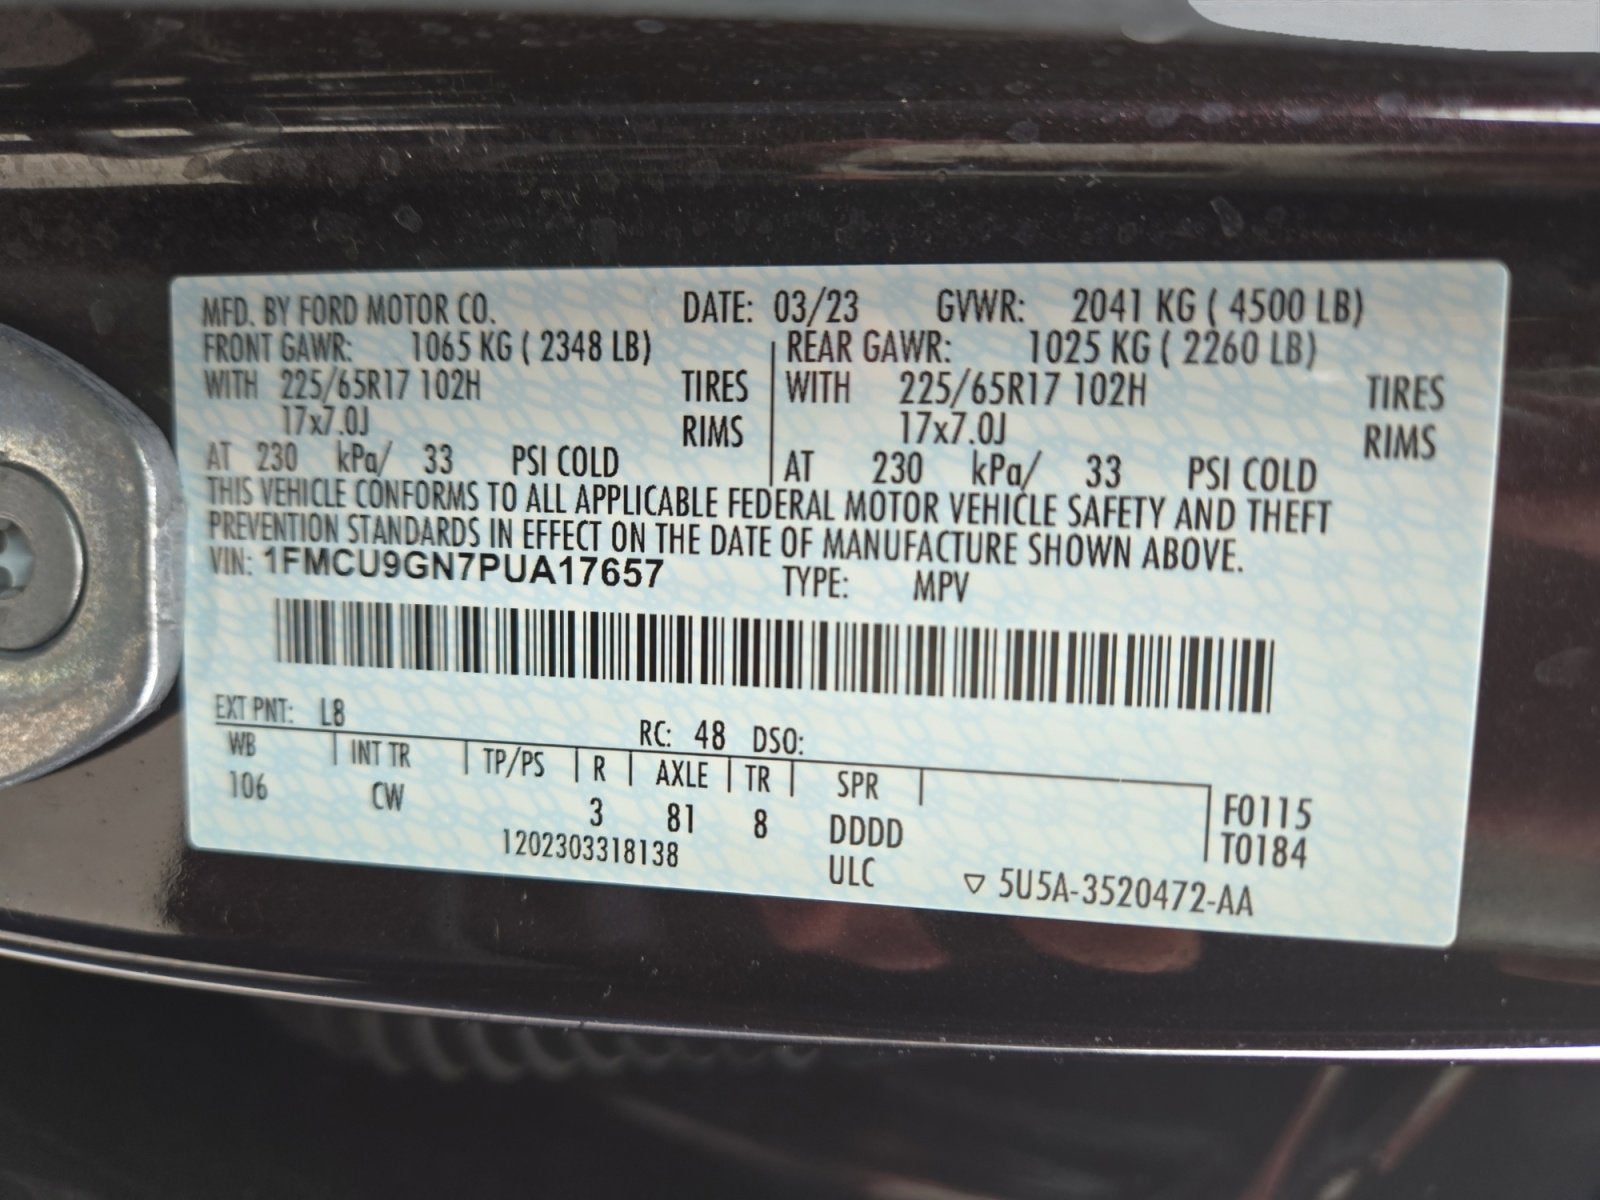 MFD. BY FORD MOTOR CO. DATE: 03/23 GVWR: 2041 KG ( 4500 LB)
FRONT GAWR: 1065 KG ( 2348 LB) REAR GAWR: 1025 KG ( 2260 LB)
WITH 225/65R17 102H TIRES WITH 225/65R17 102H TIRES
17x7.0J RIMS 17x7.0J RIMS
AT 230 kPa/ 33 PSI COLD AT 230 kPa/ 33 PSI COLD
THIS VEHICLE CONFORMS TO ALL APPLICABLE FEDERAL MOTOR VEHICLE SAFETY AND THEFT
PREVENTION STANDARDS IN EFFECT ON THE DATE OF MANUFACTURE SHOWN ABOVE.
VIN: 1FMCU9GN7PUA17657 TYPE: MPV
EXT PNT: L8 RC: 48 DSO:
WB INT TR TP/PS R AXLE TR SPR
106 CW 3 81 8 DDDD F0115
1202303318138 ULC T0184
▽ 5U5A-3520472-AA